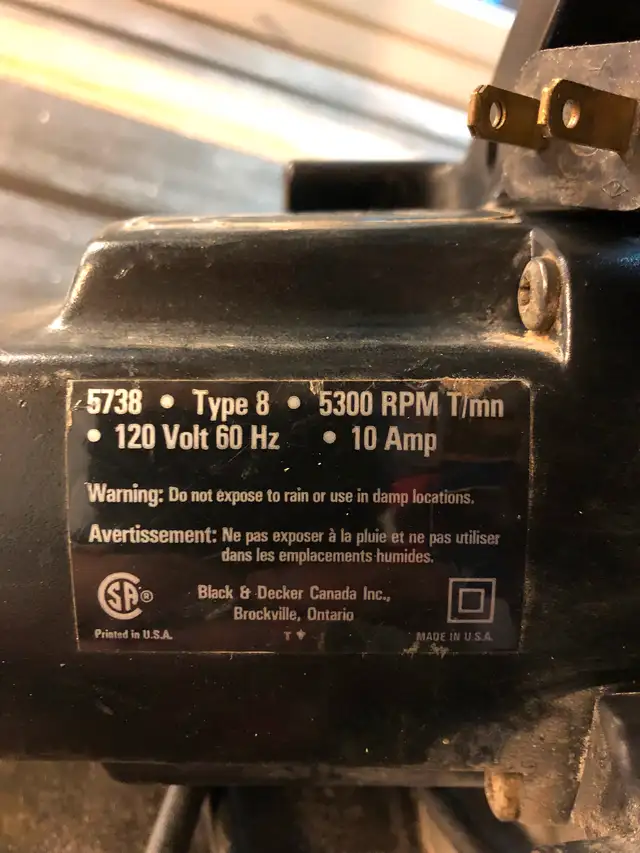 5738 • Type 8 • 5300 RPM T/mn
• 120 Volt 60 Hz • 10 Amp
Warning: Do not expose to rain or use in damp locations.
Avertissement: Ne pas exposer à la pluie et ne pas utiliser
dans les emplacements humides.
SA®
Black & Decker Canada Inc.,
Brockville, Ontario
Printed in U.S.A.
T
MADE IN U.S.A.